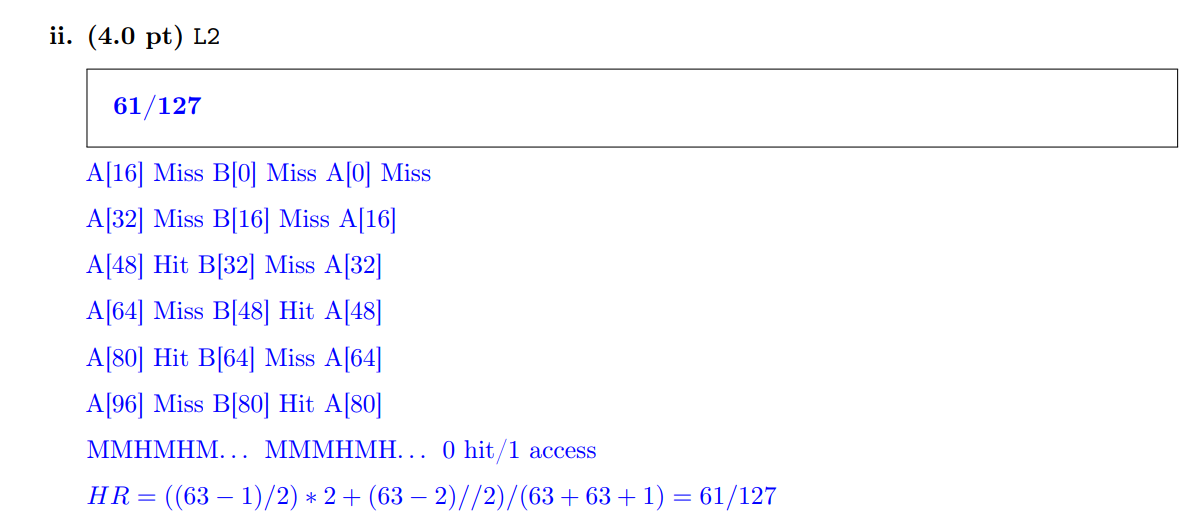 ii. (4.0 pt) L2
61/127
A[16] Miss B[0] Miss A[0] Miss
A[32] Miss B[16] Miss A[16]
A[48] Hit B[32] Miss A[32]
A[64] Miss B[48] Hit A[48]
A[80] Hit B[64] Miss A[64]
A[96] Miss B[80] Hit A[80]
MMHMHM... MMMHMH... 0 hit/1 access
HR = ((63 − 1)/2) ∗ 2 + (63 − 2)//2)/(63 + 63 + 1) = 61/127